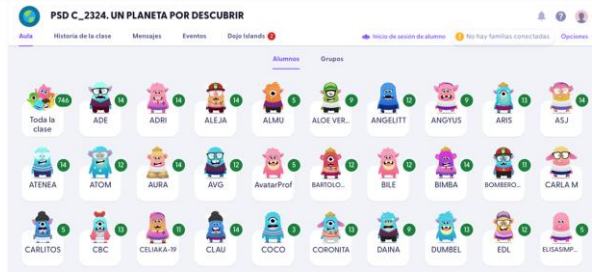 PSD C_2324. UN PLANETA POR DESCUBRIR
Aula Historia de la clase Mensajes Eventos Dojo Islands 2 Inicio de sesión de alumno No hay familias conectadas. Opciones
Alumnos Grupos
746 14 14 14 5 9 12 9 13 14
Toda la clase ADE ADRI ALEJA ALMU ALOE VER... ANGELITT ANGYUS ARIS ASJ
14 12 14 12 5 12 12 14 11 14
ATENEA ATOM AURA AVG AvatarProf BARTOLO... BILE BIMBA BOMBERO... CARLA M
5 13 11 14 3 13 9 13 12 5
CARLITOS CBC CELIAKA-19 CLAU COCO CORONITA DAINA DUMBEL EDL ELISASIMP...